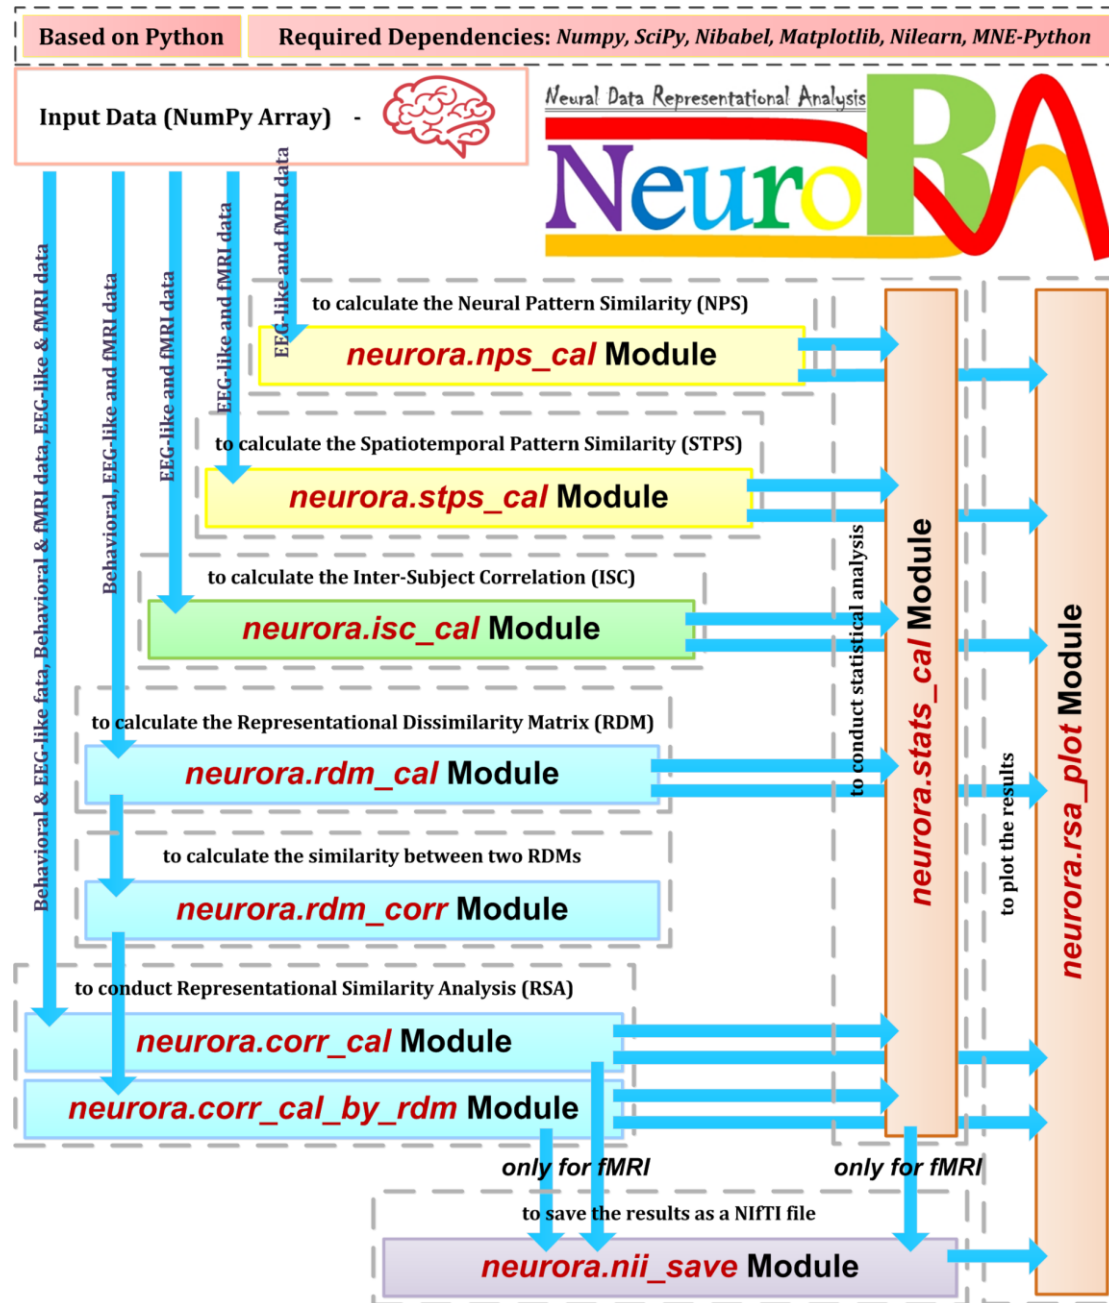 Based on Python
Required Dependencies: Numpy, SciPy, Nibabel, Matplotlib, Nilearn, MNE-Python
Input Data (NumPy Array) -
Neural Data Representational Analysis
NeuroRA
Behavioral & EEG-like fata, Behavioral & fMRI data, EEG-like & fMRI data
Behavioral, EEG-like and fMRI data
EEG-like and fMRI data
EEG-like and fMRI data
EEG-like and fMRI data
to calculate the Neural Pattern Similarity (NPS)
neurora.nps_cal Module
to calculate the Spatiotemporal Pattern Similarity (STPS)
neurora.stps_cal Module
to calculate the Inter-Subject Correlation (ISC)
neurora.isc_cal Module
to calculate the Representational Dissimilarity Matrix (RDM)
neurora.rdm_cal Module
to calculate the similarity between two RDMs
neurora.rdm_corr Module
to conduct Representational Similarity Analysis (RSA)
neurora.corr_cal Module
neurora.corr_cal_by_rdm Module
to conduct statistical analysis
neurora.stats_cal Module
to plot the results
neurora.rsa_plot Module
only for fMRI
only for fMRI
to save the results as a NIfTI file
neurora.nii_save Module